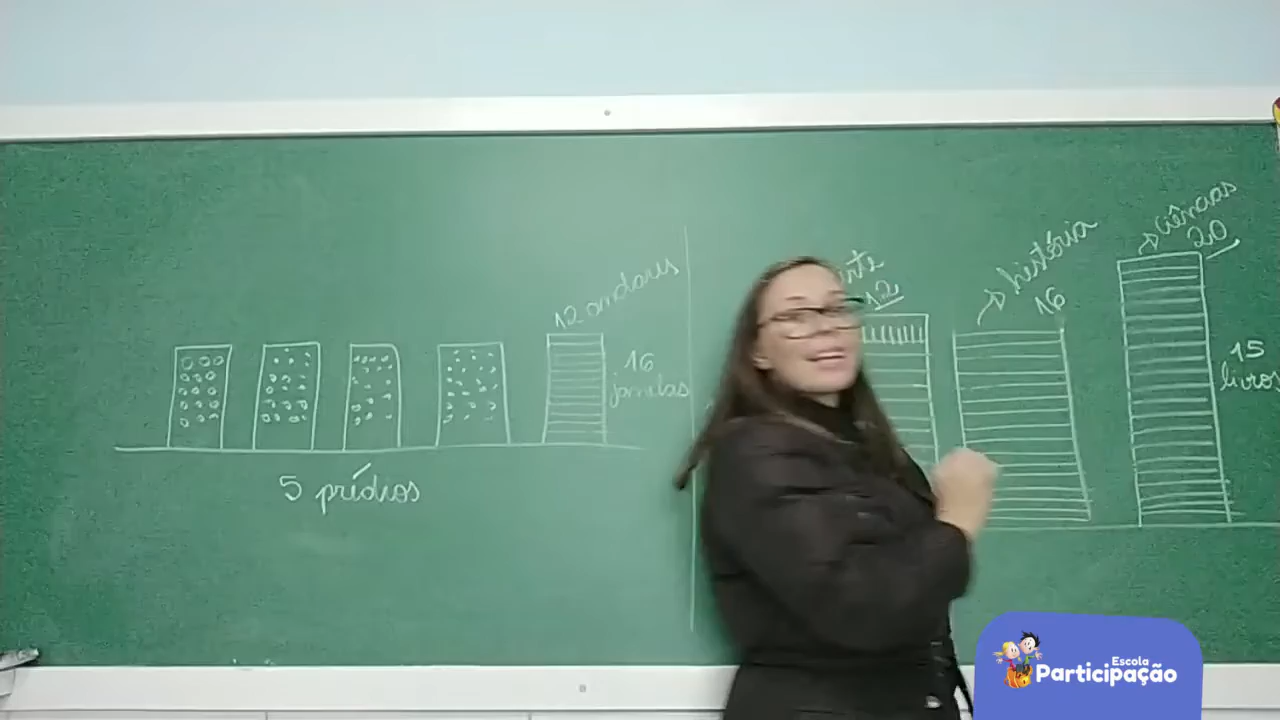 12 andares
16
janelas
5 prédios
12
história
16
ciências
20
15
livros
Escola
Participação